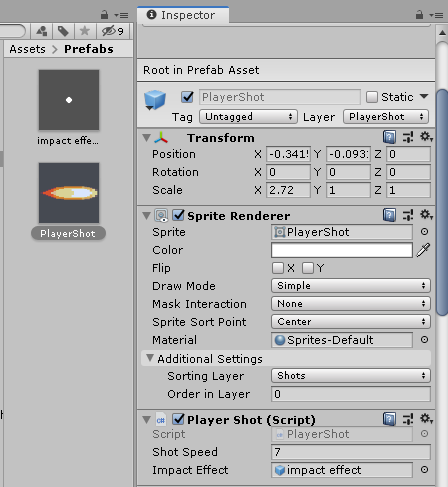 9
Assets > Prefabs
impact effe...
PlayerShot
Inspector
Root in Prefab Asset
PlayerShot Static
Tag Untagged Layer PlayerShot
Transform
Position X -0.3415 Y -0.093 Z 0
Rotation X 0 Y 0 Z 0
Scale X 2.72 Y 1 Z 1
Sprite Renderer
Sprite PlayerShot
Color
Flip X Y
Draw Mode Simple
Mask Interaction None
Sprite Sort Point Center
Material Sprites-Default
Additional Settings
Sorting Layer Shots
Order in Layer 0
Player Shot (Script)
Script PlayerShot
Shot Speed 7
Impact Effect impact effect